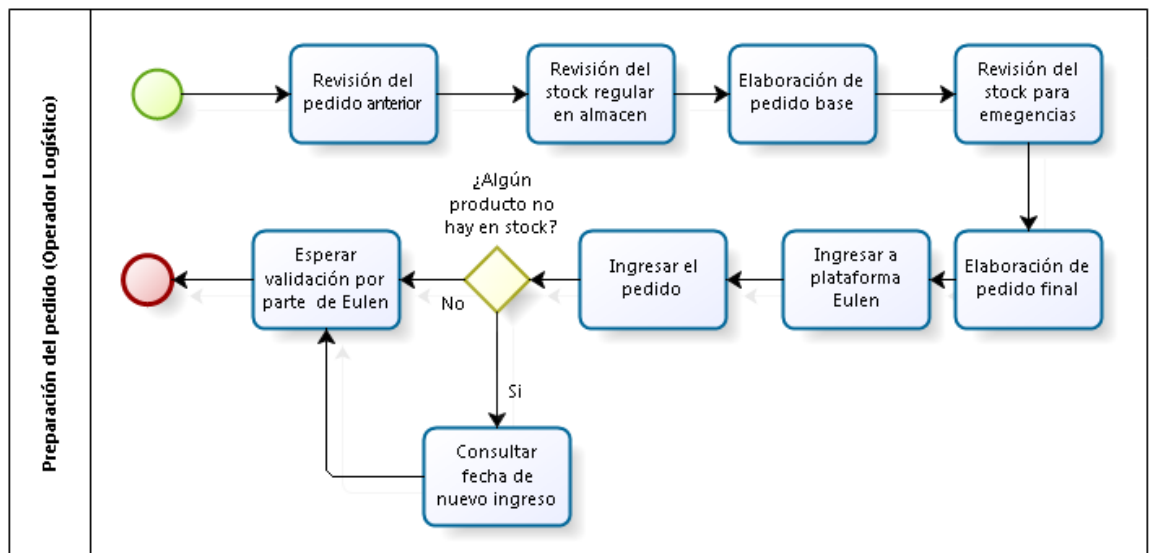 Preparación del pedido (Operador Logístico)
Revisión del
pedido anterior
Revisión del
stock regular
en almacen
Elaboración de
pedido base
Revisión del
stock para
emegencias
Elaboración de
pedido final
Ingresar a
plataforma
Eulen
Ingresar el
pedido
¿Algún
producto no
hay en stock?
No
Si
Esperar
validación por
parte de Eulen
Consultar
fecha de
nuevo ingreso